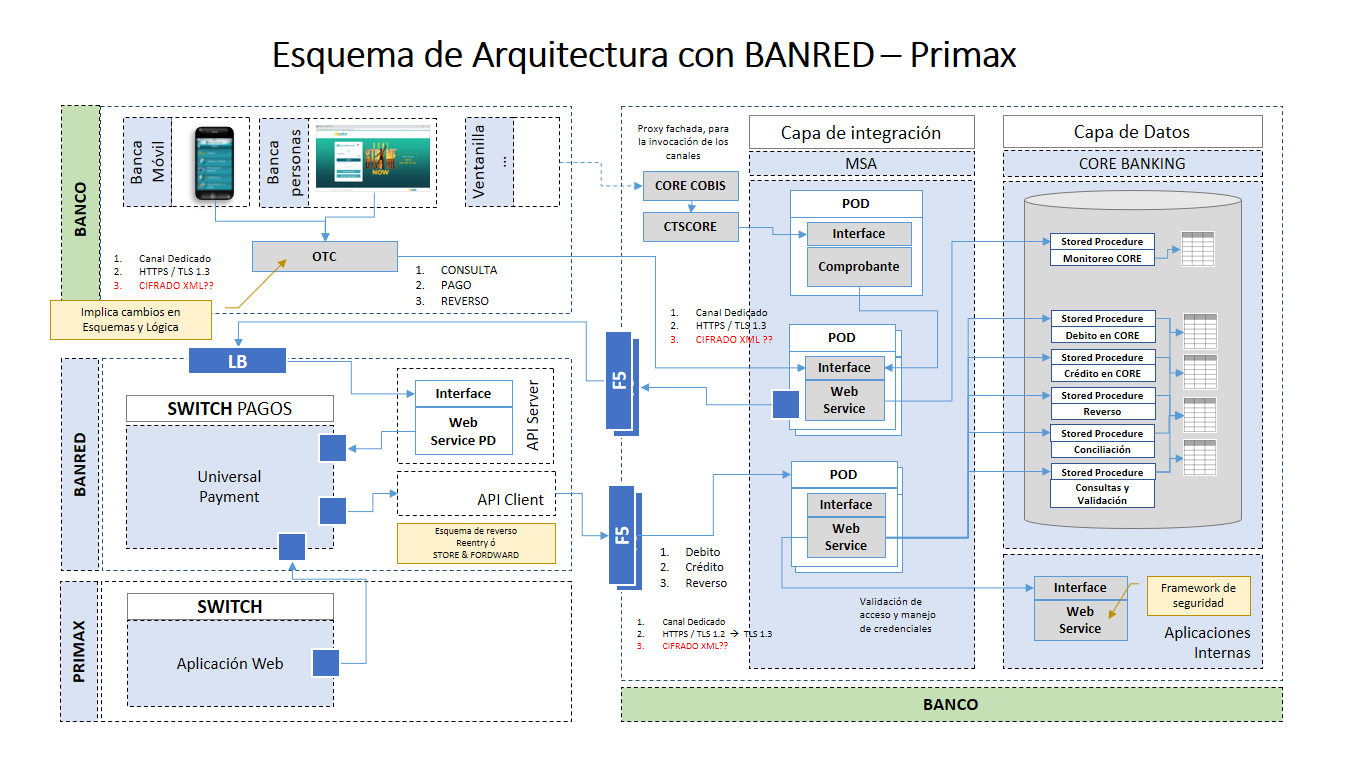 Esquema de Arquitectura con BANRED – Primax
BANCO
Banca
Móvil
Banca
personas
NOW
Ventanilla
...
OTC
1. Canal Dedicado
2. HTTPS / TLS 1.3
3. CIFRADO XML??
1. CONSULTA
2. PAGO
3. REVERSO
Implica cambios en
Esquemas y Lógica
BANRED
LB
SWITCH PAGOS
Universal
Payment
Interface
Web
Service PD
API Server
API Client
Esquema de reverso
Reentry ó
STORE & FORDWARD
PRIMAX
SWITCH
Aplicación Web
F5
F5
Proxy fachada, para
la invocación de los
canales
CORE COBIS
CTSCORE
1. Canal Dedicado
2. HTTPS / TLS 1.3
3. CIFRADO XML ??
1. Debito
2. Crédito
3. Reverso
1. Canal Dedicado
2. HTTPS / TLS 1.2 → TLS 1.3
3. CIFRADO XML??
Capa de integración
MSA
POD
Interface
Comprobante
POD
Interface
Web
Service
POD
Interface
Web
Service
Validación de
acceso y manejo
de credenciales
Capa de Datos
CORE BANKING
Stored Procedure
Monitoreo CORE
Stored Procedure
Debito en CORE
Stored Procedure
Crédito en CORE
Stored Procedure
Reverso
Stored Procedure
Conciliación
Stored Procedure
Consultas y
Validación
Interface
Web
Service
Framework de
seguridad
Aplicaciones
Internas
BANCO